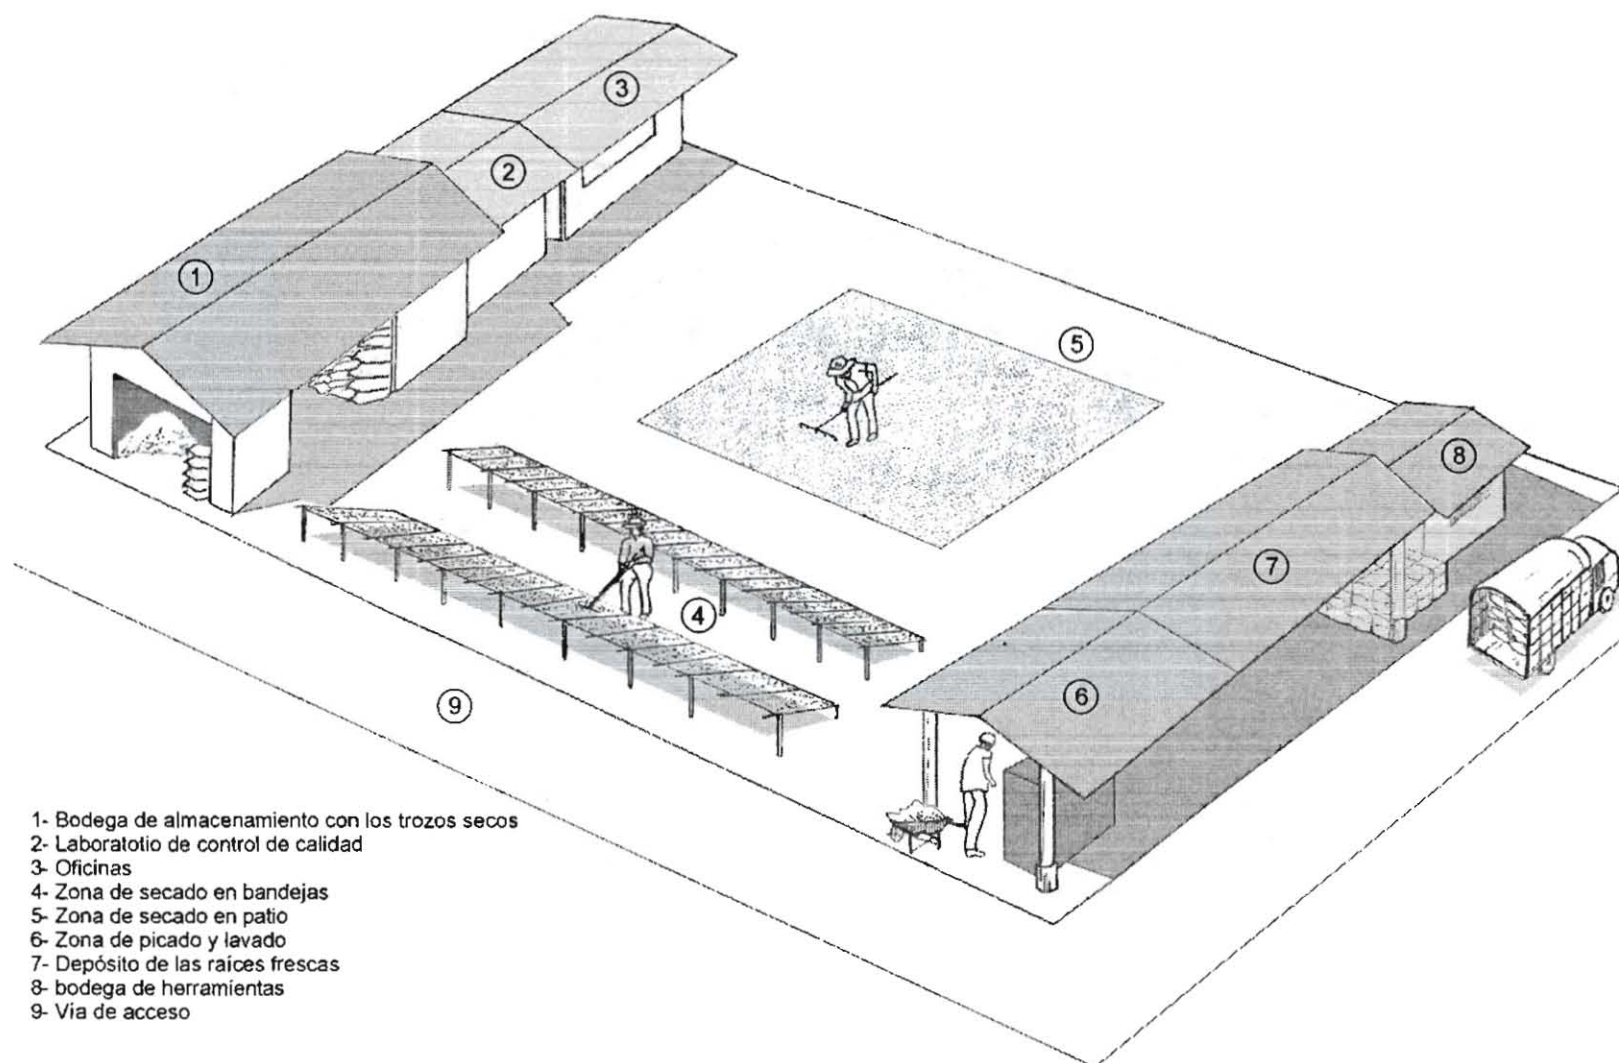 3
2
1
5
8
7
4
6
9
1- Bodega de almacenamiento con los trozos secos
2- Laboratotio de control de calidad
3- Oficinas
4- Zona de secado en bandejas
5- Zona de secado en patio
6- Zona de picado y lavado
7- Depósito de las raíces frescas
8- bodega de herramientas
9- Via de acceso